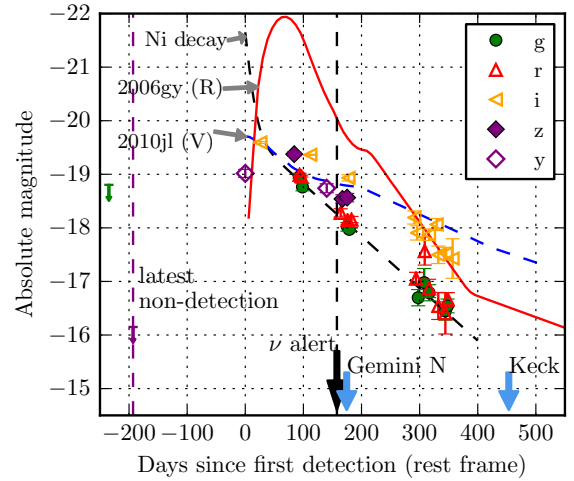 −22
−21
−20
−19
−18
−17
−16
−15
Absolute magnitude
Ni decay
2006gy (R)
2010jl (V)
latest
non-detection
ν alert
Gemini N
Keck
g
r
i
z
y
−200
−100
0
100
200
300
400
500
Days since first detection (rest frame)